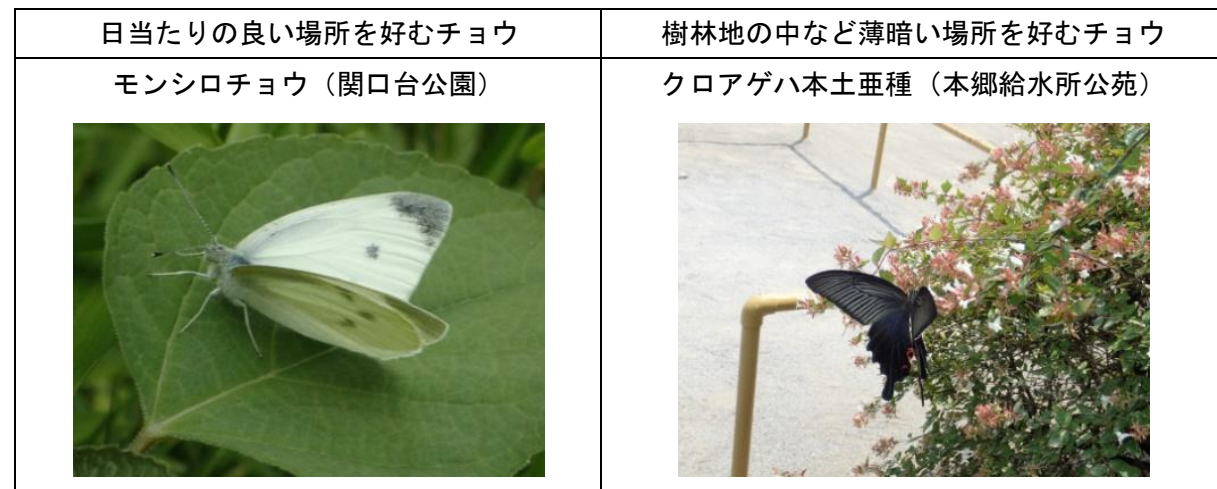 日当たりの良い場所を好むチョウ
樹林地の中など薄暗い場所を好むチョウ
モンシロチョウ（関口台公園）
クロアゲハ本土亜種（本郷給水所公苑）